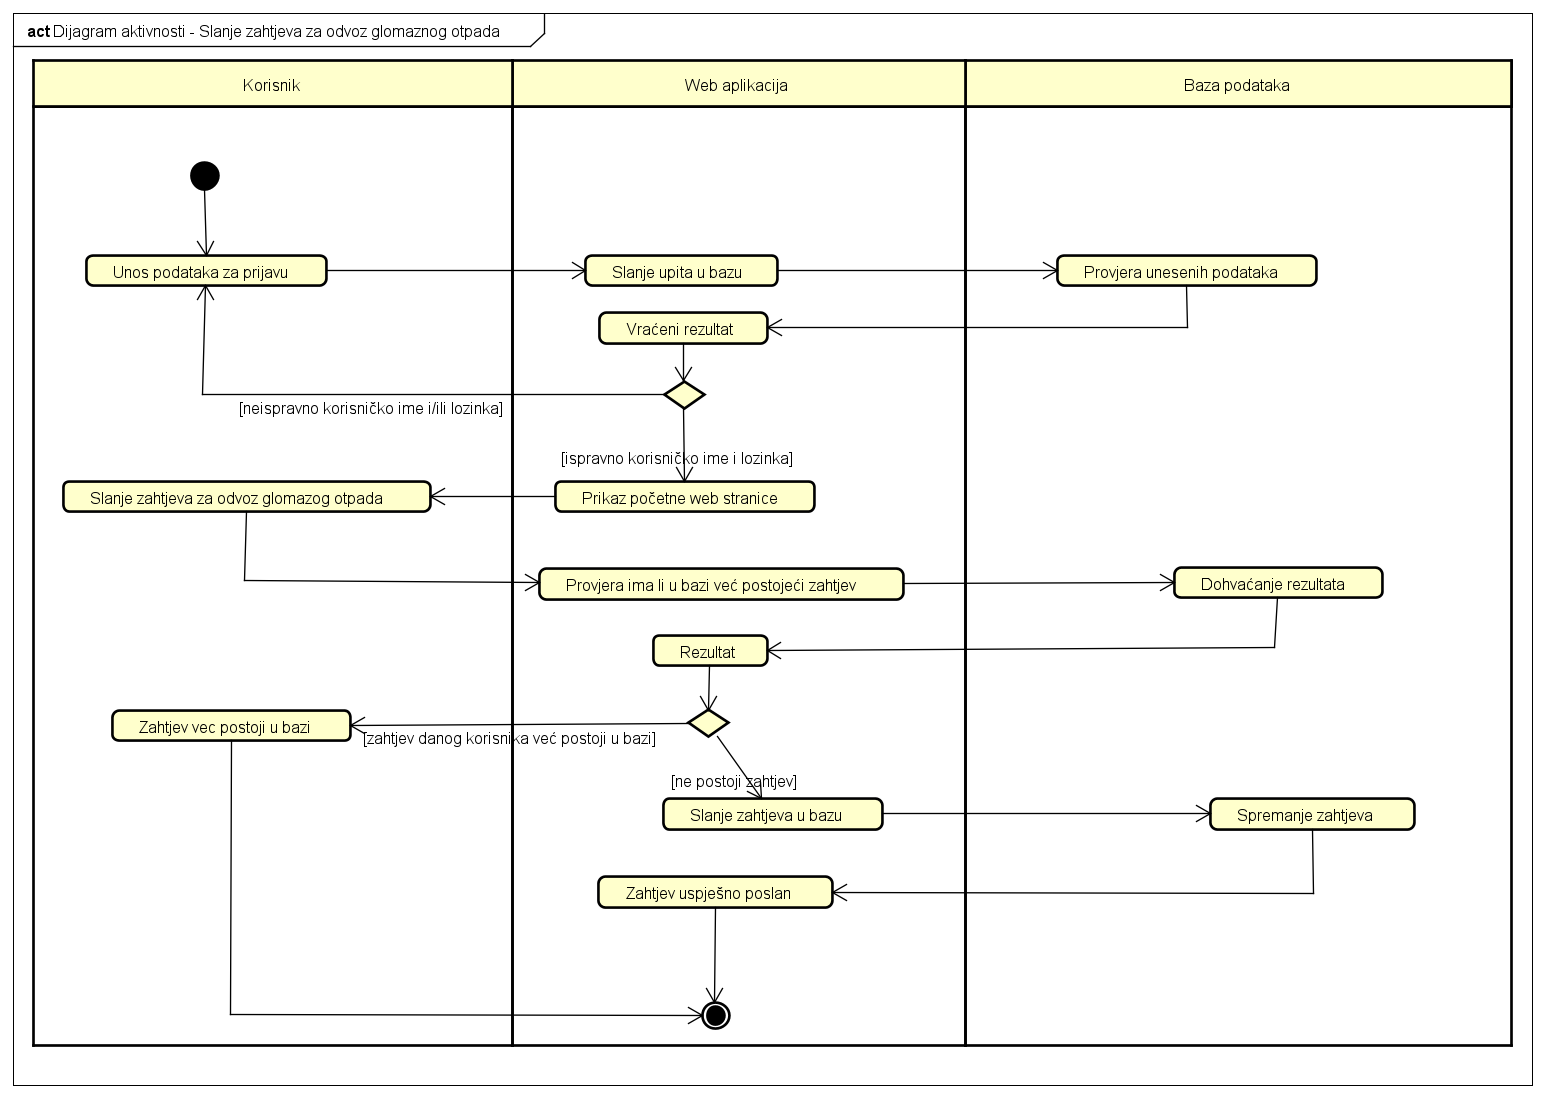 act Dijagram aktivnosti - Slanje zahtjeva za odvoz glomaznog otpada
Korisnik
Web aplikacija
Baza podataka
Unos podataka za prijavu
Slanje upita u bazu
Provjera unesenih podataka
Vraćeni rezultat
[neispravno korisničko ime i/ili lozinka]
[ispravno korisničko ime i lozinka]
Slanje zahtjeva za odvoz glomazog otpada
Prikaz početne web stranice
Provjera ima li u bazi već postojeći zahtjev
Dohvaćanje rezultata
Rezultat
Zahtjev vec postoji u bazi
[zahtjev danog korisnika već postoji u bazi]
[ne postoji zahtjev]
Slanje zahtjeva u bazu
Spremanje zahtjeva
Zahtjev uspješno poslan